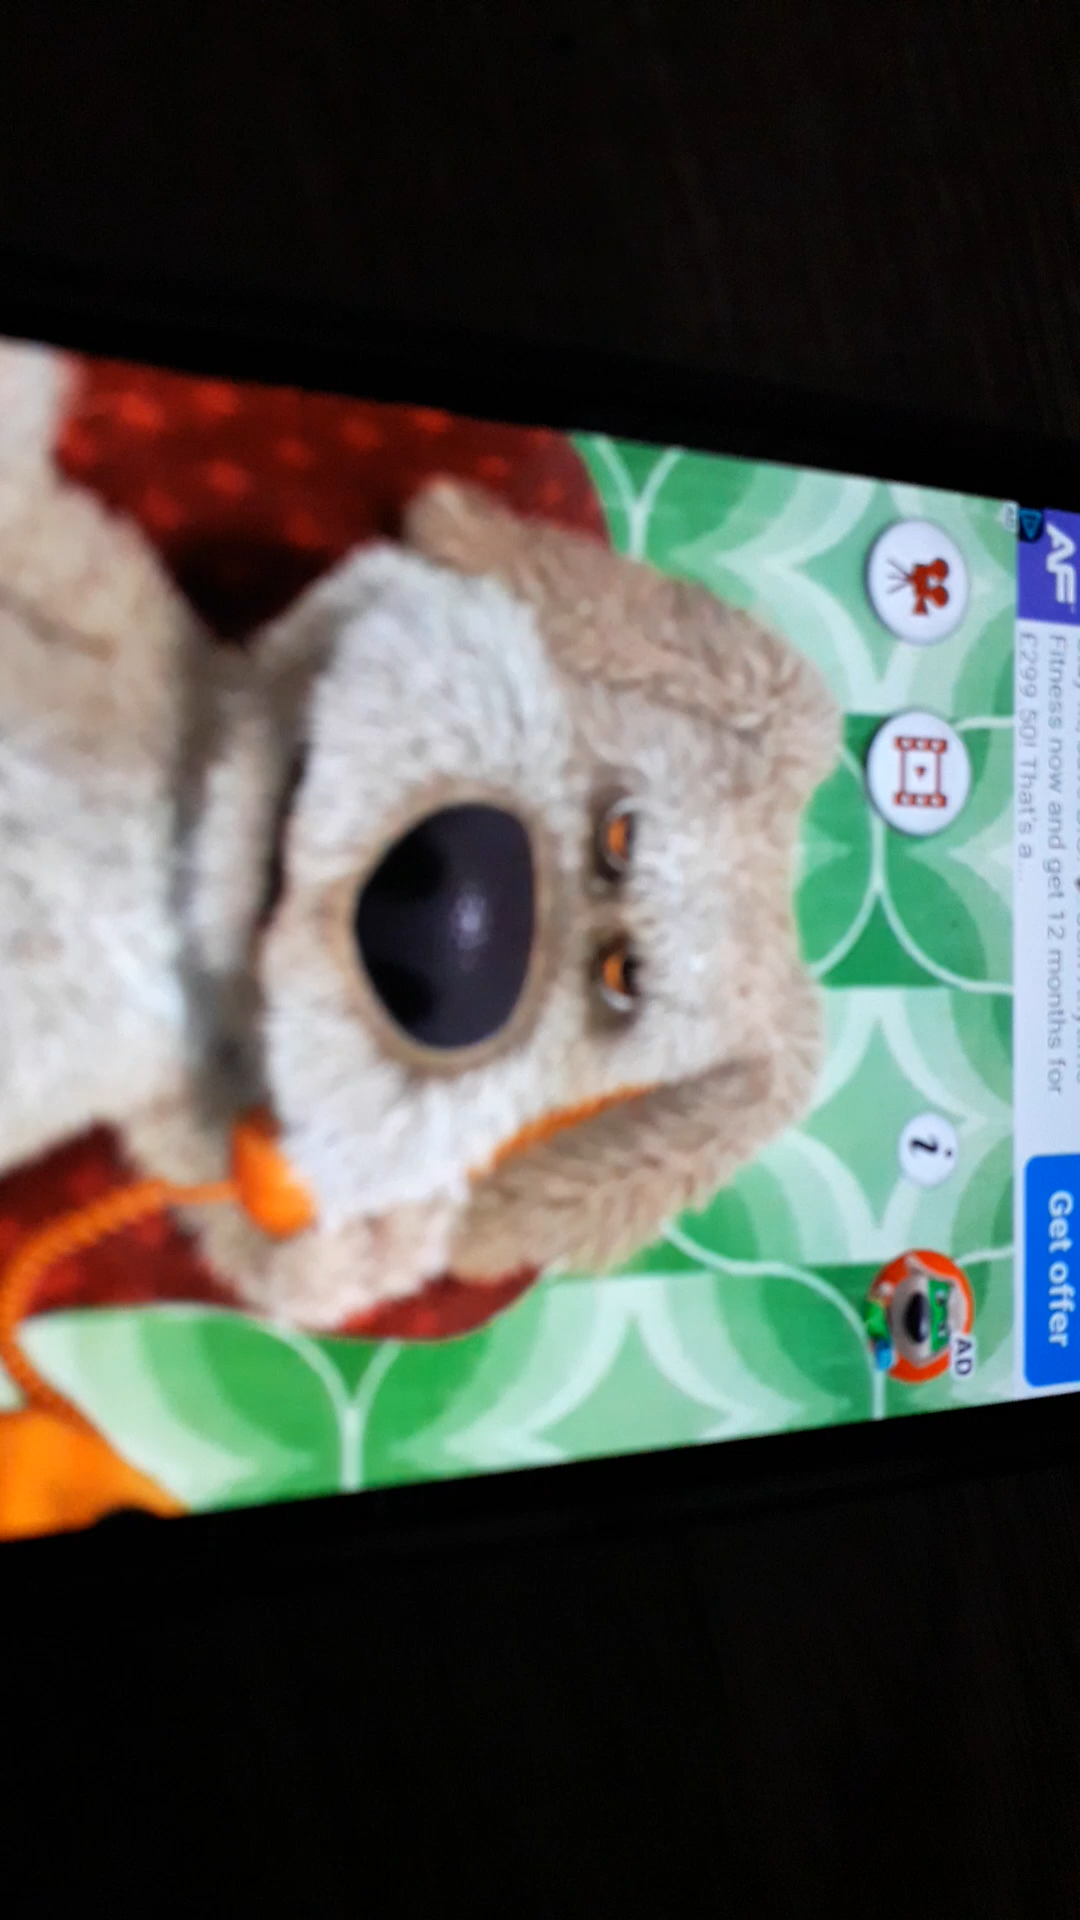 AF
Fitness now and get 12 months for
£299.50! That's a...
Get offer
i
AD